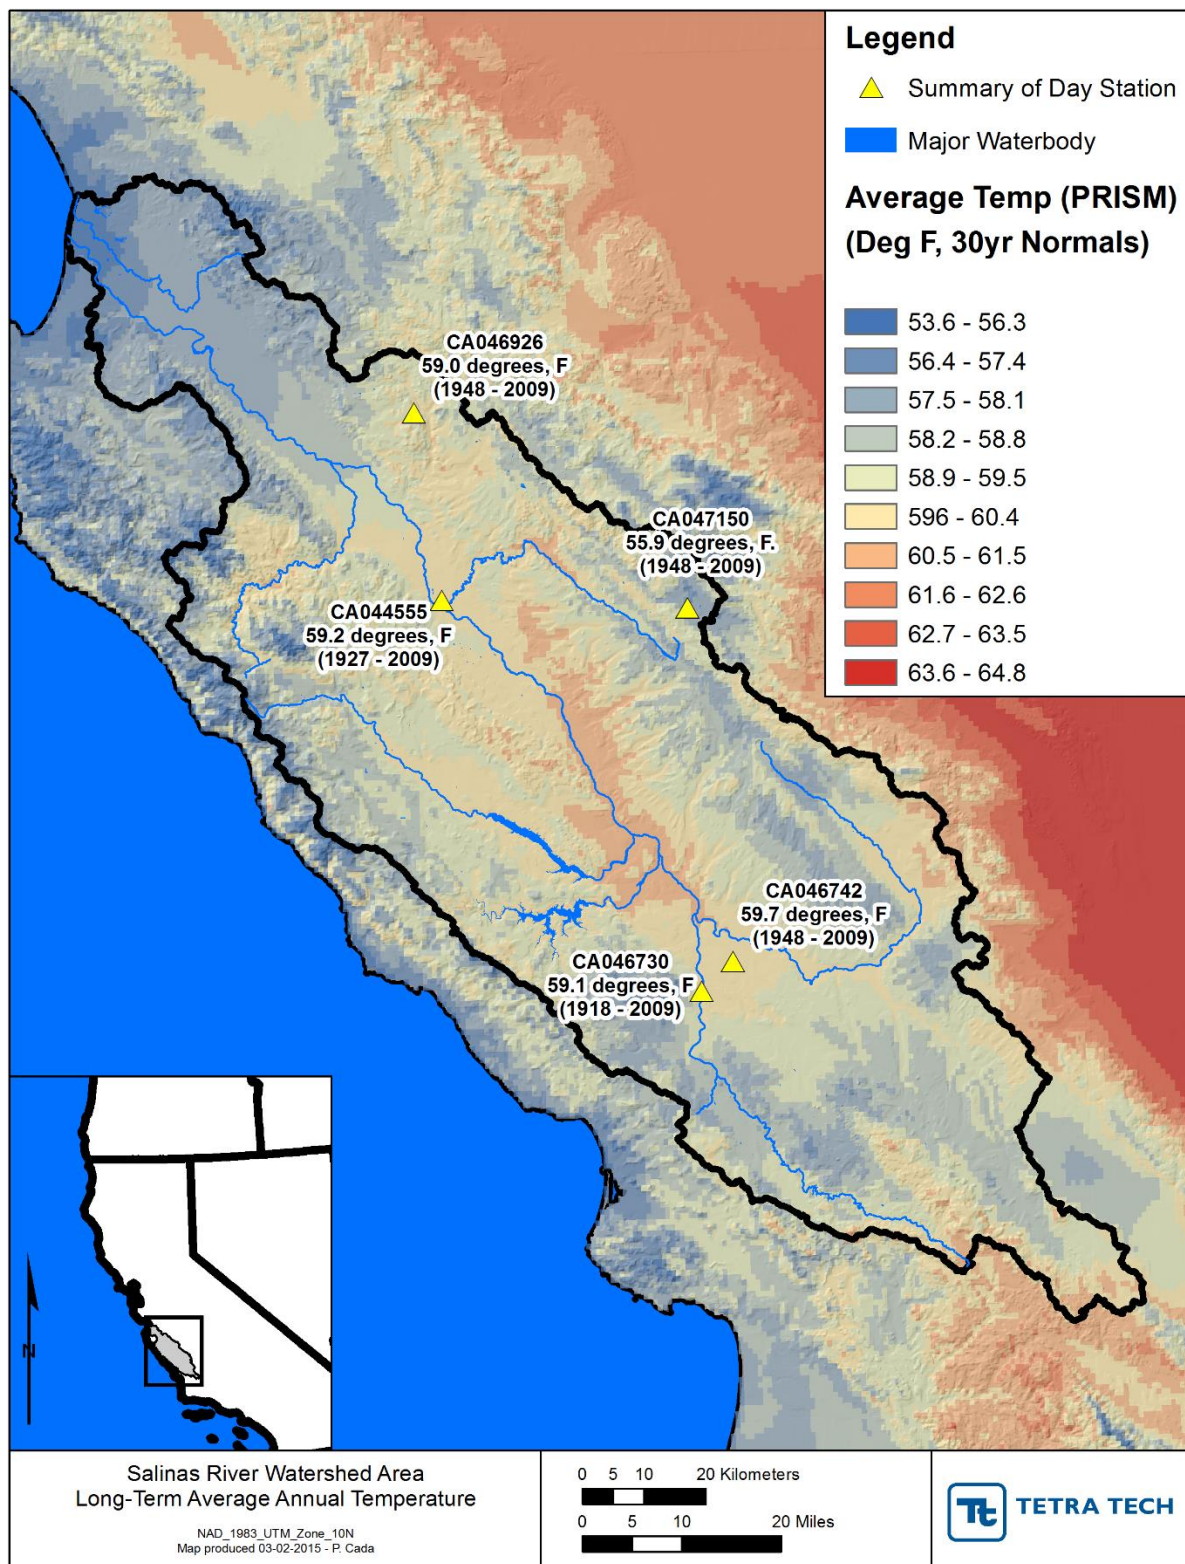 Legend
Summary of Day Station
Major Waterbody
Average Temp (PRISM)
(Deg F, 30yr Normals)
53.6 - 56.3
56.4 - 57.4
57.5 - 58.1
58.2 - 58.8
58.9 - 59.5
596 - 60.4
60.5 - 61.5
61.6 - 62.6
62.7 - 63.5
63.6 - 64.8
CA046926
59.0 degrees, F
(1948 - 2009)
CA047150
55.9 degrees, F.
(1948 - 2009)
CA044555
59.2 degrees, F
(1927 - 2009)
CA046742
59.7 degrees, F
(1948 - 2009)
CA046730
59.1 degrees, F
(1918 - 2009)
N
Salinas River Watershed Area
Long-Term Average Annual Temperature
NAD_1983_UTM_Zone_10N
Map produced 03-02-2015 - P. Cada
0 5 10 20 Kilometers
0 5 10 20 Miles
Tt TETRA TECH